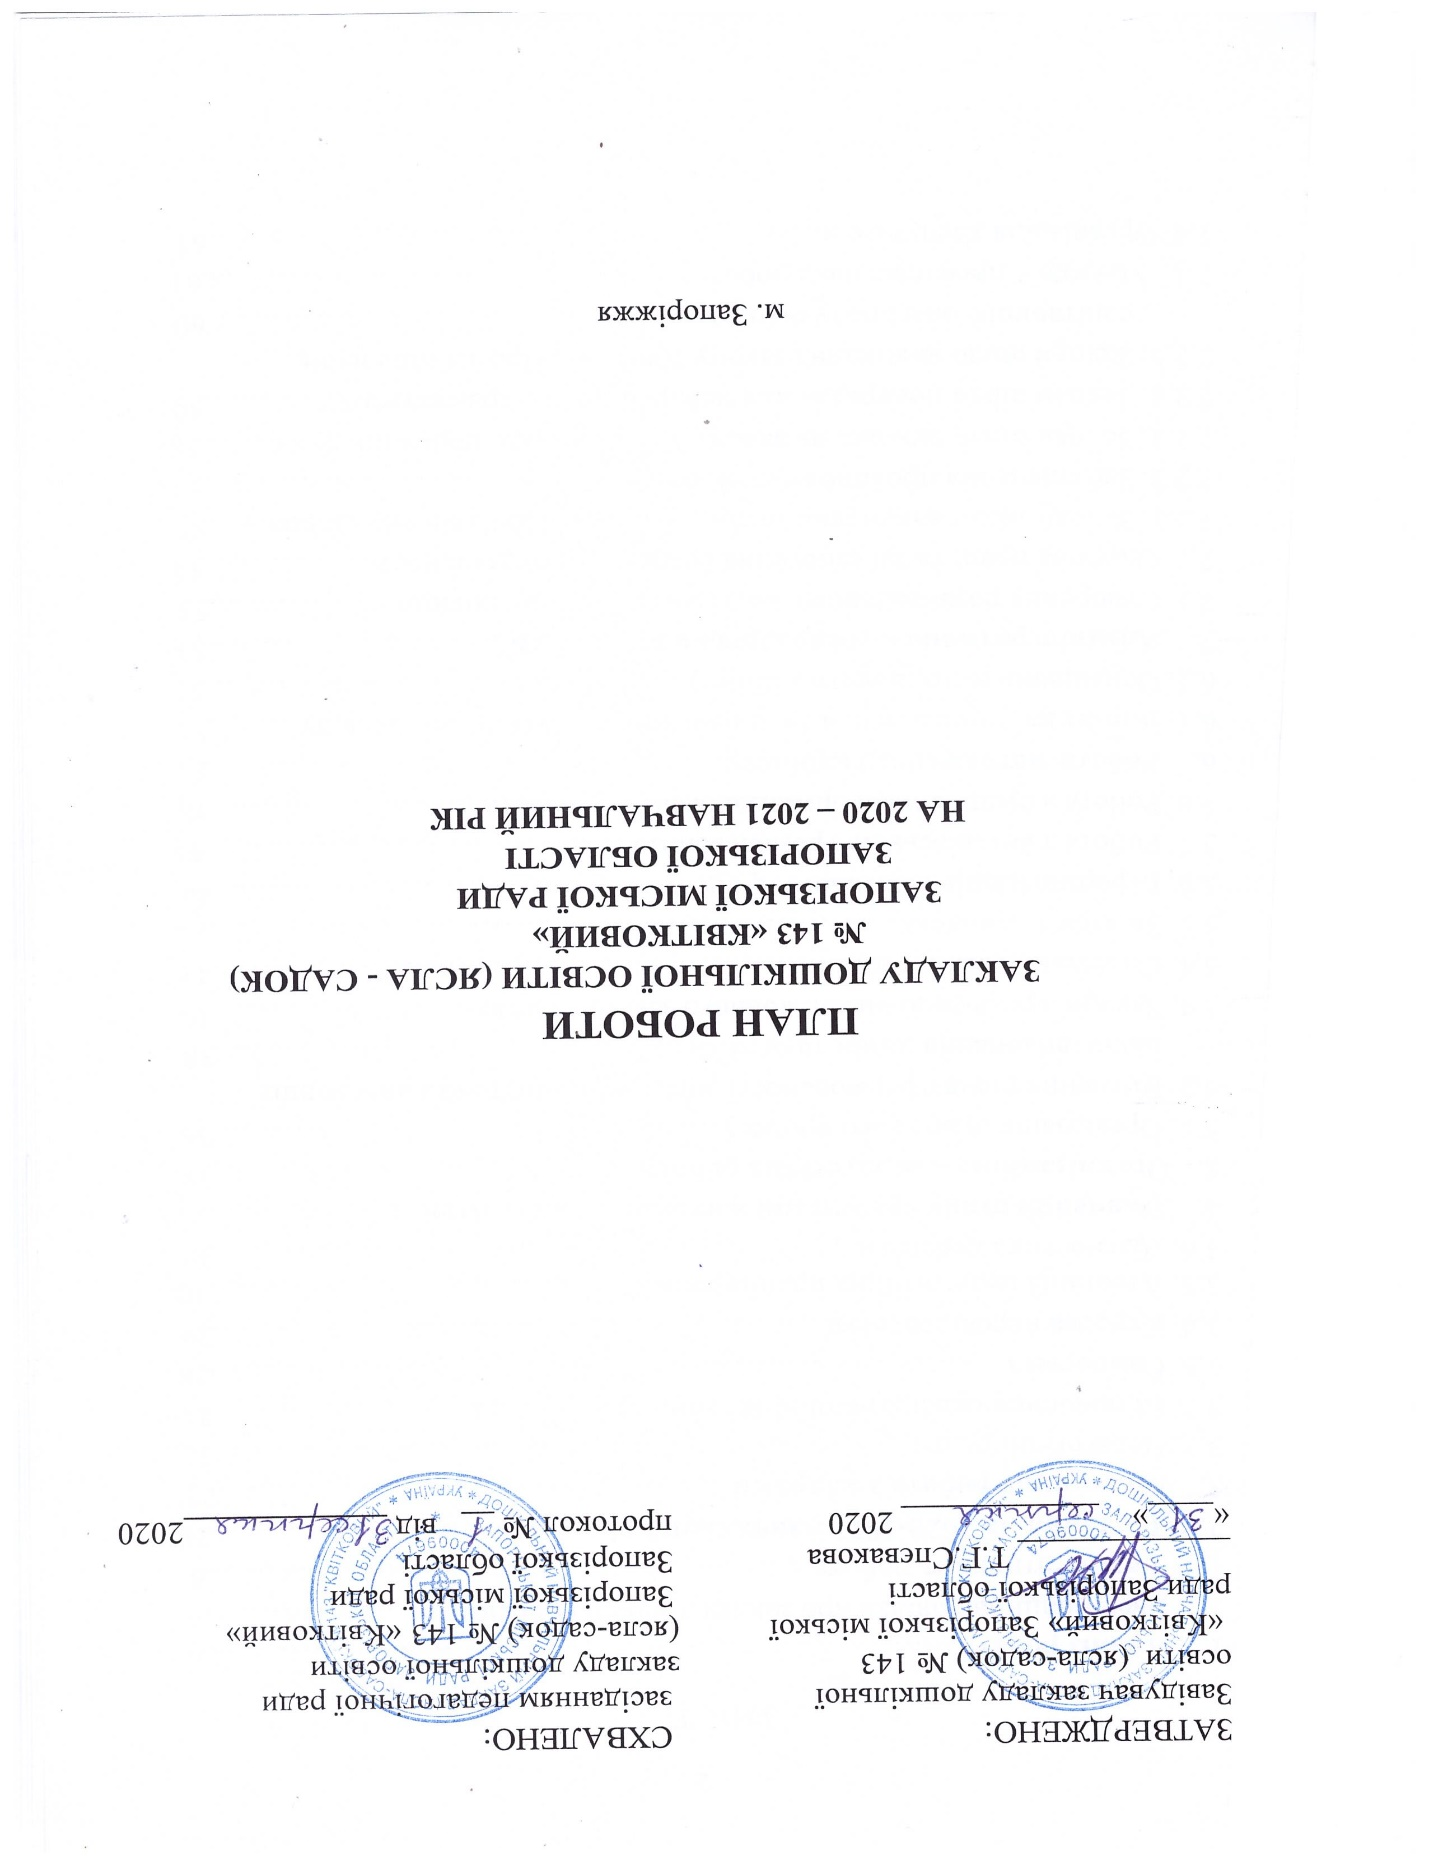 ЗАТВЕРДЖЕНО:
Завідувач закладу дошкільної
освіти (ясла-садок) № 143
«Квітковий» Запорізької міської
ради Запорізької області
Т.Г.Спєвакова
« 31 » серпня 2020
СХВАЛЕНО:
засіданням педагогічної ради
закладу дошкільної освіти
(ясла-садок) № 143 «Квітковий»
Запорізької міської ради
Запорізької області
протокол № 1 від 31 серпня 2020
ПЛАН РОБОТИ
ЗАКЛАДУ ДОШКІЛЬНОЇ ОСВІТИ (ЯСЛА - САДОК)
№ 143 «КВІТКОВИЙ»
ЗАПОРІЗЬКОЇ МІСЬКОЇ РАДИ
ЗАПОРІЗЬКОЇ ОБЛАСТІ
НА 2020 – 2021 НАВЧАЛЬНИЙ РІК
м. Запоріжжя